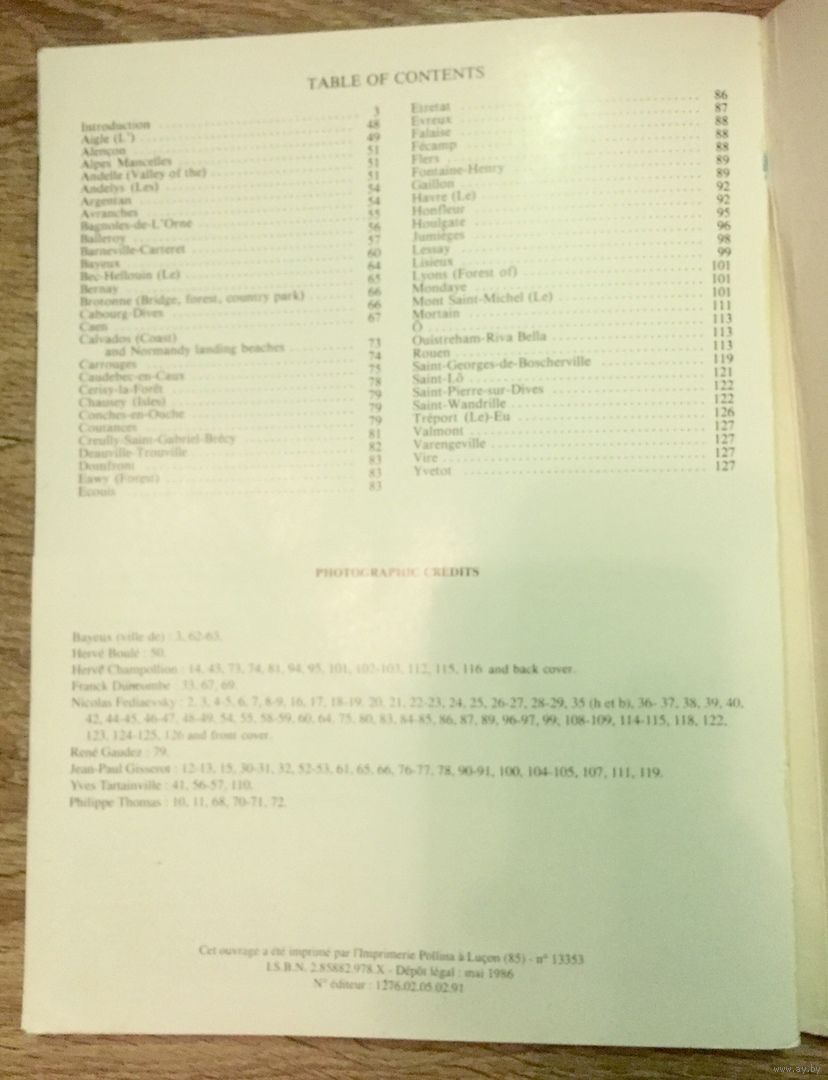 TABLE OF CONTENTS
Introduction 3
Aigle (L') 48
Alençon 49
Alpes Mancelles 51
Andelle (Valley of the) 51
Andelys (Les) 51
Argentan 54
Avranches 54
Bagnoles-de-L'Orne 55
Balleroy 56
Barneville-Carteret 57
Bayeux 60
Bec-Hellouin (Le) 64
Bernay 65
Brotonne (Bridge, forest, country park) 66
Cabourg-Dives 66
Caen 67
Calvados (Coast)
and Normandy landing beaches 73
Carrouges 74
Caudebec-en-Caux 75
Cerisy-la-Forêt 78
Chausey (Isles) 79
Conches-en-Ouche 79
Coutances 79
Creully-Saint-Gabriel-Brécy 81
Deauville-Trouville 82
Domfront 83
Eawy (Forest) 83
Ecouis 83
Etretat 86
Evreux 87
Falaise 88
Fécamp 88
Flers 88
Fontaine-Henry 89
Gaillon 89
Havre (Le) 92
Honfleur 92
Houlgate 95
Jumièges 96
Lessay 98
Lisieux 99
Lyons (Forest of) 101
Mondaye 101
Mont Saint-Michel (Le) 101
Mortain 111
Ô 113
Ouistreham-Riva Bella 113
Rouen 113
Saint-Georges-de-Boscherville 119
Saint-Lô 121
Saint-Pierre-sur-Dives 122
Saint-Wandrille 122
Tréport (Le)-Eu 126
Valmont 127
Varengeville 127
Vire 127
Yvetot 127
PHOTOGRAPHIC CREDITS
Bayeux (ville de) : 3, 62-63.
Hervé Boulé : 50.
Hervé Champollion : 14, 43, 73, 74, 81, 94, 95, 101, 102-103, 112, 115, 116 and back cover.
Franck Duncombe : 33, 67, 69.
Nicolas Fediaevsky : 2, 3, 4-5, 6, 7, 8-9, 16, 17, 18-19, 20, 21, 22-23, 24, 25, 26-27, 28-29, 35 (h et b), 36- 37, 38, 39, 40,
42, 44-45, 46-47, 48-49, 54, 55, 58-59, 60, 64, 75, 80, 83, 84-85, 86, 87, 89, 96-97, 99, 108-109, 114-115, 118, 122,
123, 124-125, 126 and front cover.
René Gaudez : 79.
Jean-Paul Gisserot : 12-13, 15, 30-31, 32, 52-53, 61, 65, 66, 76-77, 78, 90-91, 100, 104-105, 107, 111, 119.
Yves Tartainville : 41, 56-57, 110.
Philippe Thomas : 10, 11, 68, 70-71, 72.
Cet ouvrage a été imprimé par l'Imprimerie Pollina à Luçon (85) - n° 13353
I.S.B.N. 2.85882.978.X - Dépôt légal : mai 1986
N° éditeur : 1276.02.05.02.91
www.ay.by